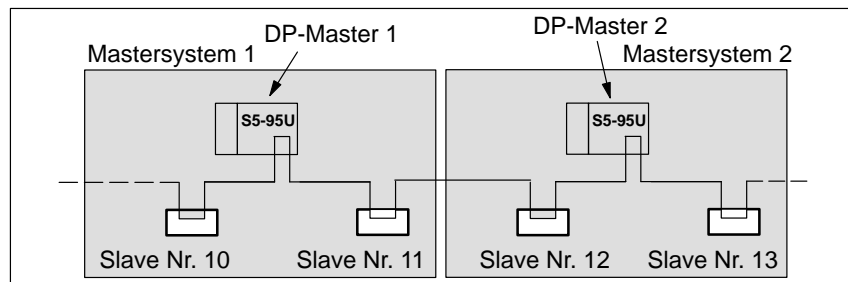 DP-Master 1
DP-Master 2
Mastersystem 1
Mastersystem 2
S5-95U
S5-95U
Slave Nr. 10
Slave Nr. 11
Slave Nr. 12
Slave Nr. 13